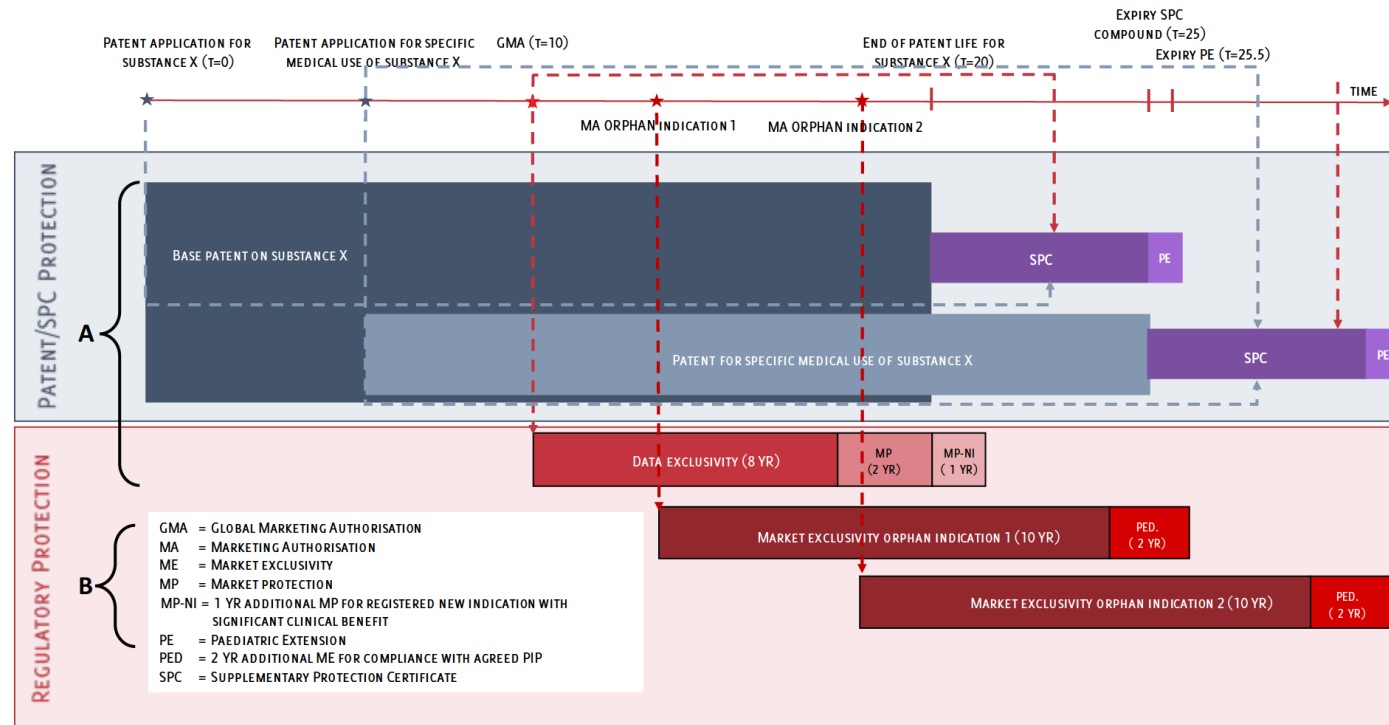 Patent application for
substance X (t=0)
Patent application for specific
medical use of substance X
GMA (t=10)
End of patent life for
substance X (t=20)
Expiry SPC
compound (t=25)
Expiry PE (t=25.5)
time
MA orphan indication 1
MA orphan indication 2
Patent/SPC Protection
A
Base patent on substance X
SPC
PE
Patent for specific medical use of substance X
SPC
PE
Regulatory Protection
Data exclusivity (8 yr)
MP
(2 yr)
MP-NI
( 1 yr)
Market exclusivity orphan indication 1 (10 yr)
Ped.
( 2 yr)
Market exclusivity orphan indication 2 (10 yr)
Ped.
( 2 yr)
B
GMA = Global Marketing Authorisation
MA = Marketing Authorisation
ME = Market Exclusivity
MP = Market Protection
MP-NI = 1 yr additional MP for registered new indication with
significant clinical benefit
PE = Paediatric Extension
PED = 2 yr additional ME for compliance with agreed PIP
SPC = Supplementary Protection Certificate